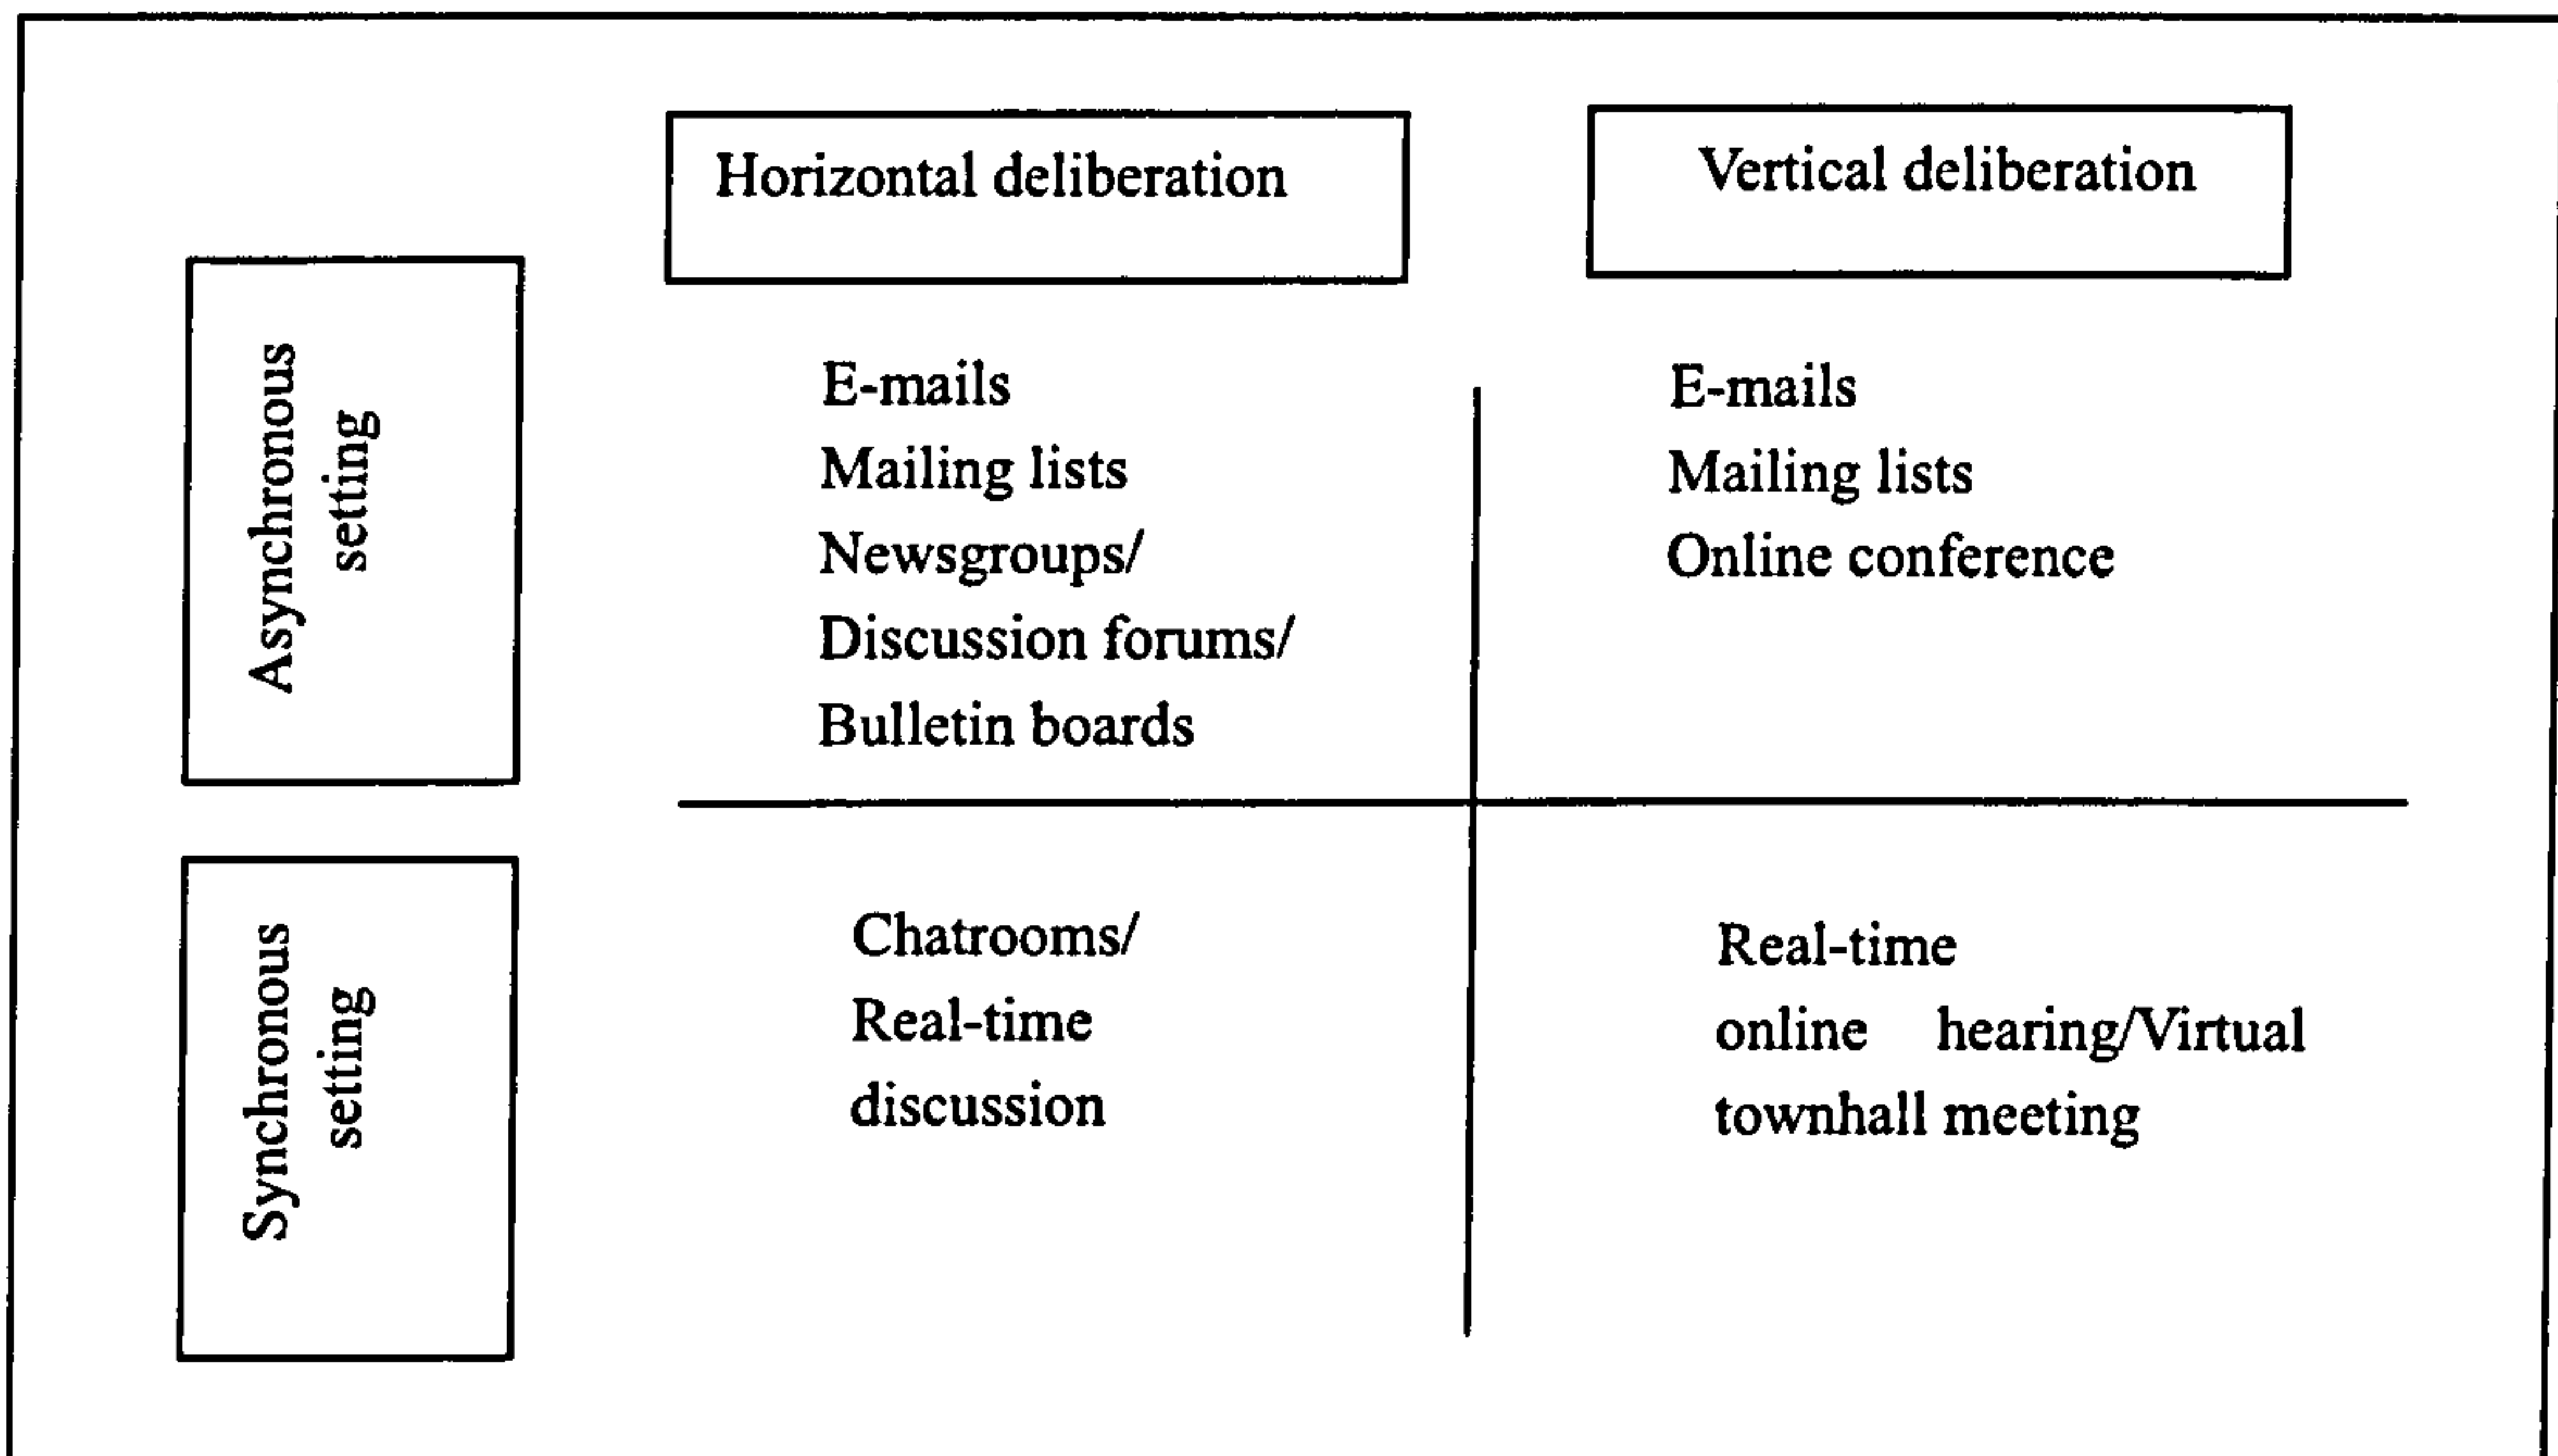 Horizontal deliberation
Vertical deliberation
Asynchronous
setting
E-mails
Mailing lists
Newsgroups/
Discussion forums/
Bulletin boards
E-mails
Mailing lists
Online conference
Synchronous
setting
Chatrooms/
Real-time
discussion
Real-time
online hearing/Virtual
townhall meeting